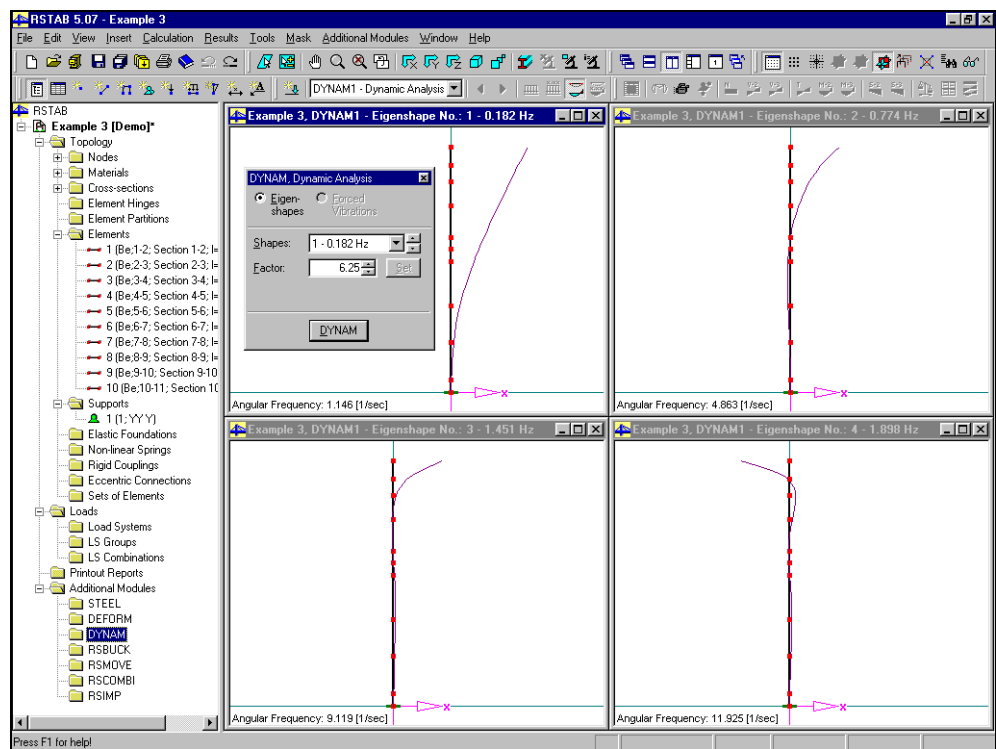 RSTAB 5.07 - Example 3
File Edit View Insert Calculation Results Tools Mask Additional Modules Window Help
DYNAM1 - Dynamic Analysis
RSTAB
Example 3 [Demo]*
Topology
Nodes
Materials
Cross-sections
Element Hinges
Element Partitions
Elements
1 (Be;1-2; Section 1-2; I=
2 (Be;2-3; Section 2-3; I=
3 (Be;3-4; Section 3-4; I=
4 (Be;4-5; Section 4-5; I=
5 (Be;5-6; Section 5-6; I=
6 (Be;6-7; Section 6-7; I=
7 (Be;7-8; Section 7-8; I=
8 (Be;8-9; Section 8-9; I=
9 (Be;9-10; Section 9-10
10 (Be;10-11; Section 10
Supports
1 (1; YY Y)
Elastic Foundations
Non-linear Springs
Rigid Couplings
Eccentric Connections
Sets of Elements
Loads
Load Systems
LS Groups
LS Combinations
Printout Reports
Additional Modules
STEEL
DEFORM
DYNAM
RSBUCK
RSMOVE
RSCOMBI
RSIMP
Example 3, DYNAM1 - Eigenshape No.: 1 - 0.182 Hz
DYNAM, Dynamic Analysis
Eigen-
shapes
Forced
Vibrations
Shapes: 1 - 0.182 Hz
Factor: 6.25 Set
DYNAM
x
Angular Frequency: 1.146 [1/sec]
Example 3, DYNAM1 - Eigenshape No.: 2 - 0.774 Hz
x
Angular Frequency: 4.863 [1/sec]
Example 3, DYNAM1 - Eigenshape No.: 3 - 1.451 Hz
x
Angular Frequency: 9.119 [1/sec]
Example 3, DYNAM1 - Eigenshape No.: 4 - 1.898 Hz
x
Angular Frequency: 11.925 [1/sec]
Press F1 for help!